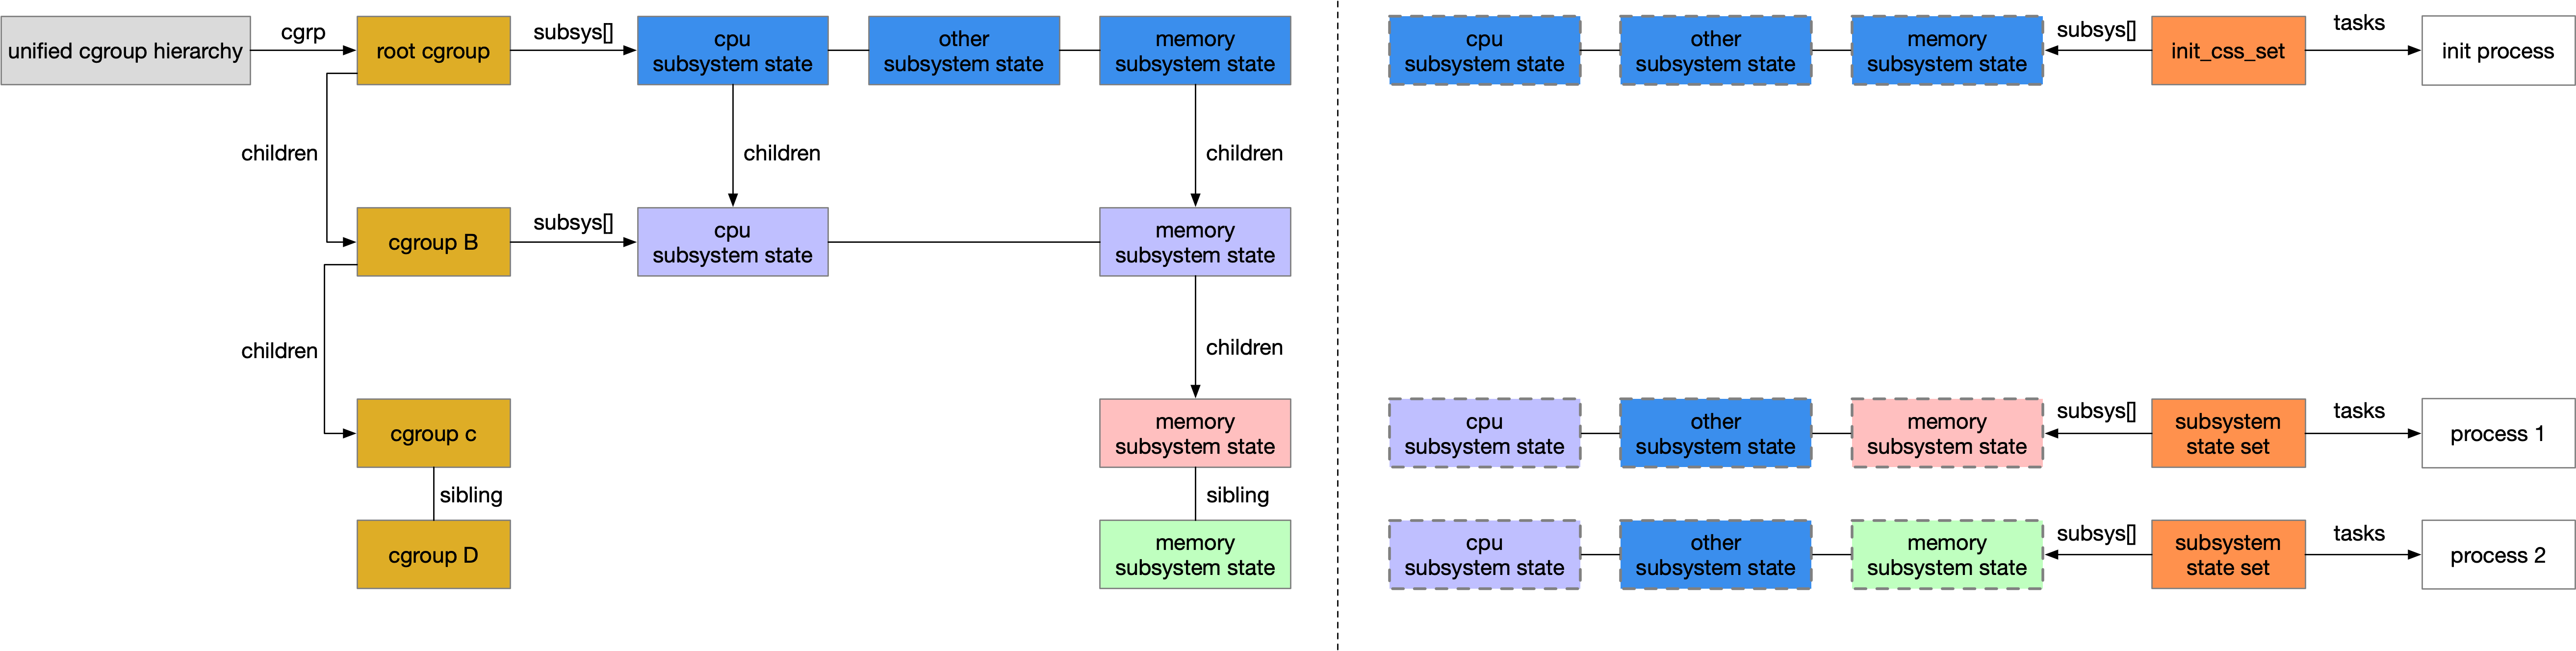 unified cgroup hierarchy
cgrp
root cgroup
subsys[]
cpu
subsystem state
other
subsystem state
memory
subsystem state
children
children
children
cgroup B
subsys[]
cpu
subsystem state
memory
subsystem state
children
children
cgroup c
memory
subsystem state
sibling
sibling
cgroup D
memory
subsystem state
cpu
subsystem state
other
subsystem state
memory
subsystem state
subsys[]
init_css_set
tasks
init process
cpu
subsystem state
other
subsystem state
memory
subsystem state
subsys[]
subsystem
state set
tasks
process 1
cpu
subsystem state
other
subsystem state
memory
subsystem state
subsys[]
subsystem
state set
tasks
process 2